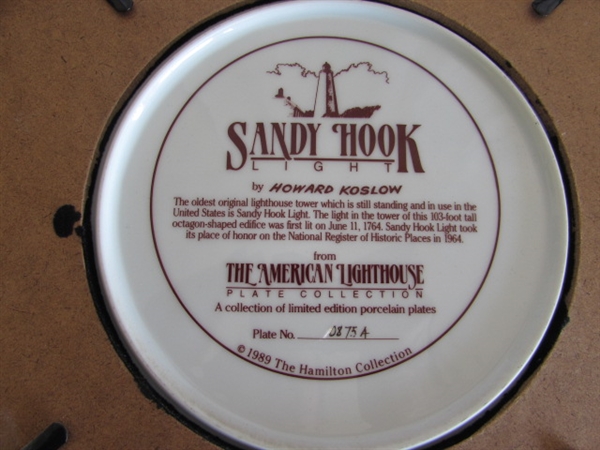 SANDY HOOK
LIGHT
by HOWARD KOSLOW
The oldest original lighthouse tower which is still standing and in use in the
United States is Sandy Hook Light. The light in the tower of this 103-foot tall
octagon-shaped edifice was first lit on June 11, 1764. Sandy Hook Light took
its place of honor on the National Register of Historic Places in 1964.
from
THE AMERICAN LIGHTHOUSE
PLATE COLLECTION
A collection of limited edition porcelain plates
Plate No. 0875A
© 1989 The Hamilton Collection